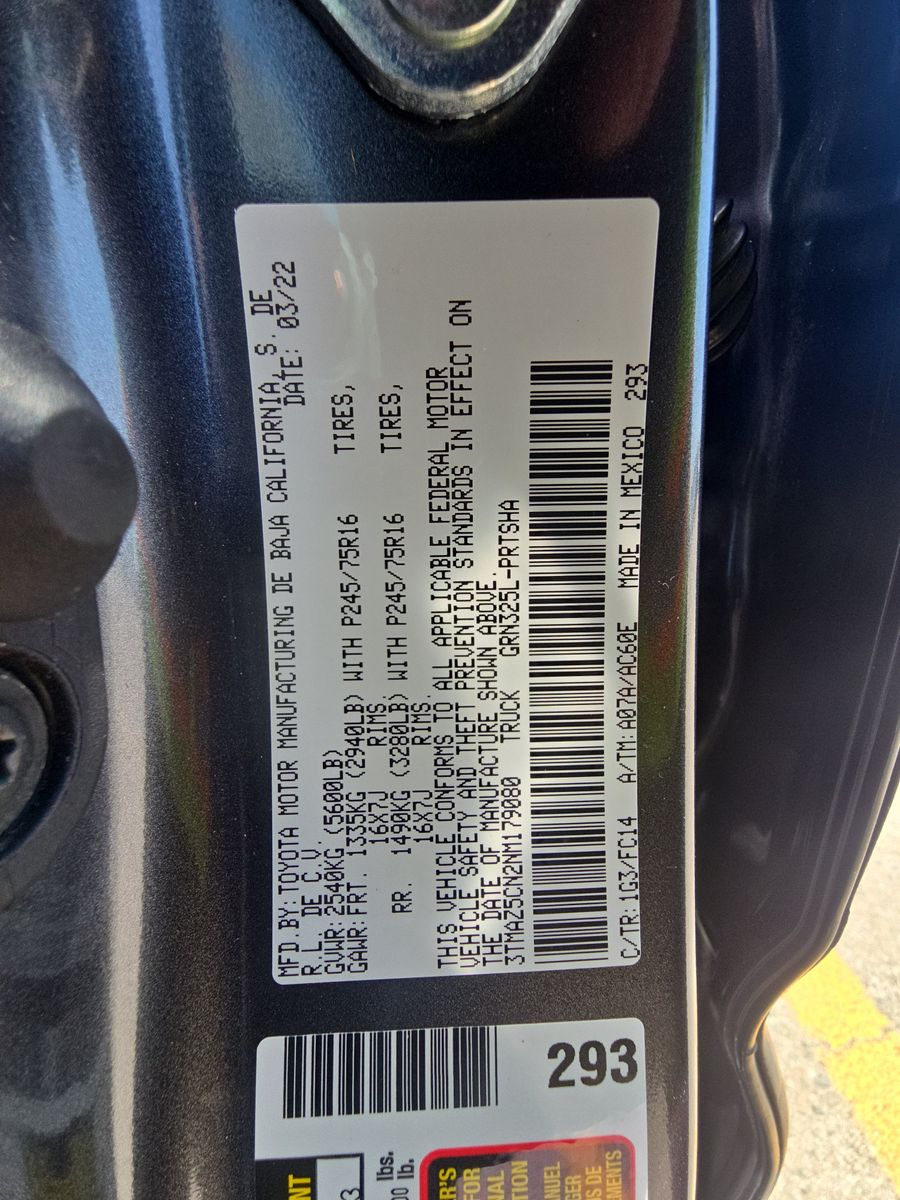 MFD.BY:TOYOTA MOTOR MANUFACTURING DE BAJA CALIFORNIA, S. DE
R.L. DE C.V. DATE: 03/22
GVWR:2540KG (5600LB)
GAWR:FRT. 1335KG (2940LB) WITH P245/75R16 TIRES,
16X7J RIMS.
RR. 1490KG (3280LB) WITH P245/75R16 TIRES,
16X7J RIMS.
THIS VEHICLE CONFORMS TO ALL APPLICABLE FEDERAL MOTOR
VEHICLE SAFETY AND THEFT PREVENTION STANDARDS IN EFFECT ON
THE DATE OF MANUFACTURE SHOWN ABOVE.
3TMAZ5CN2NM179080 TRUCK GRN325L-PRTSHA
C/TR:1G3/FC14 A/TM:A07A/AC60E MADE IN MEXICO 293
293
lbs.
lb.